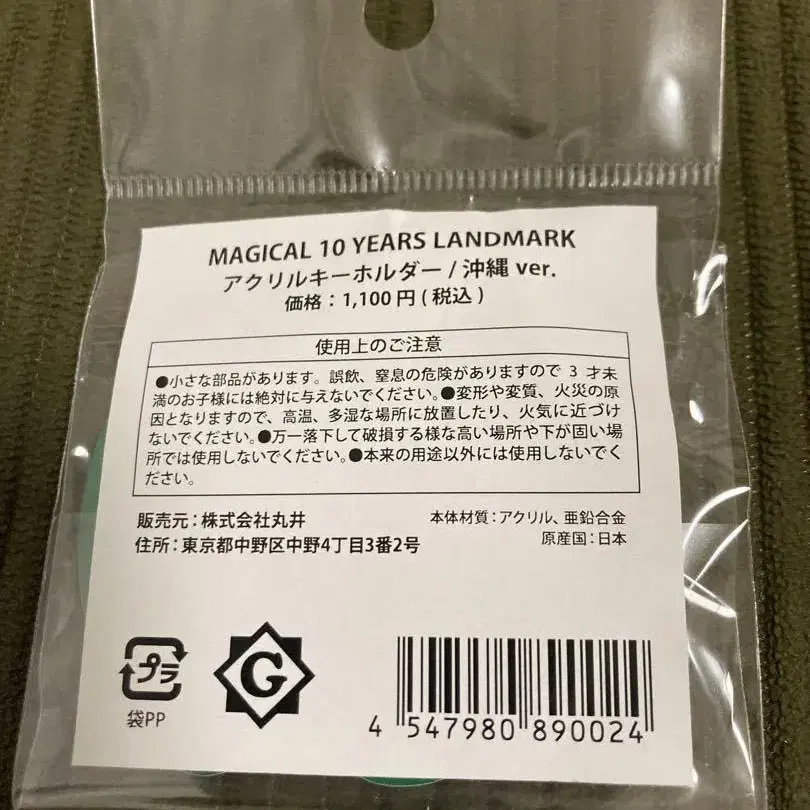 MAGICAL 10 YEARS LANDMARK
アクリルキーホルダー / 沖縄 ver.
価格：1,100円 ( 税込 )
使用上のご注意
●小さな部品があります。誤飲、窒息の危険がありますので 3 才未
満のお子様には絶対に与えないでください。●変形や変質、火災の原
因となりますので、高温、多湿な場所に放置したり、火気に近づけ
ないでください。●万一落下して破損する様な高い場所や下が固い場
所では使用しないでください。●本来の用途以外には使用しないでく
ださい。
販売元：株式会社丸井
本体材質：アクリル、亜鉛合金
住所：東京都中野区中野4丁目3番2号
原産国：日本
プラ
袋PP
G
4 547980 890024